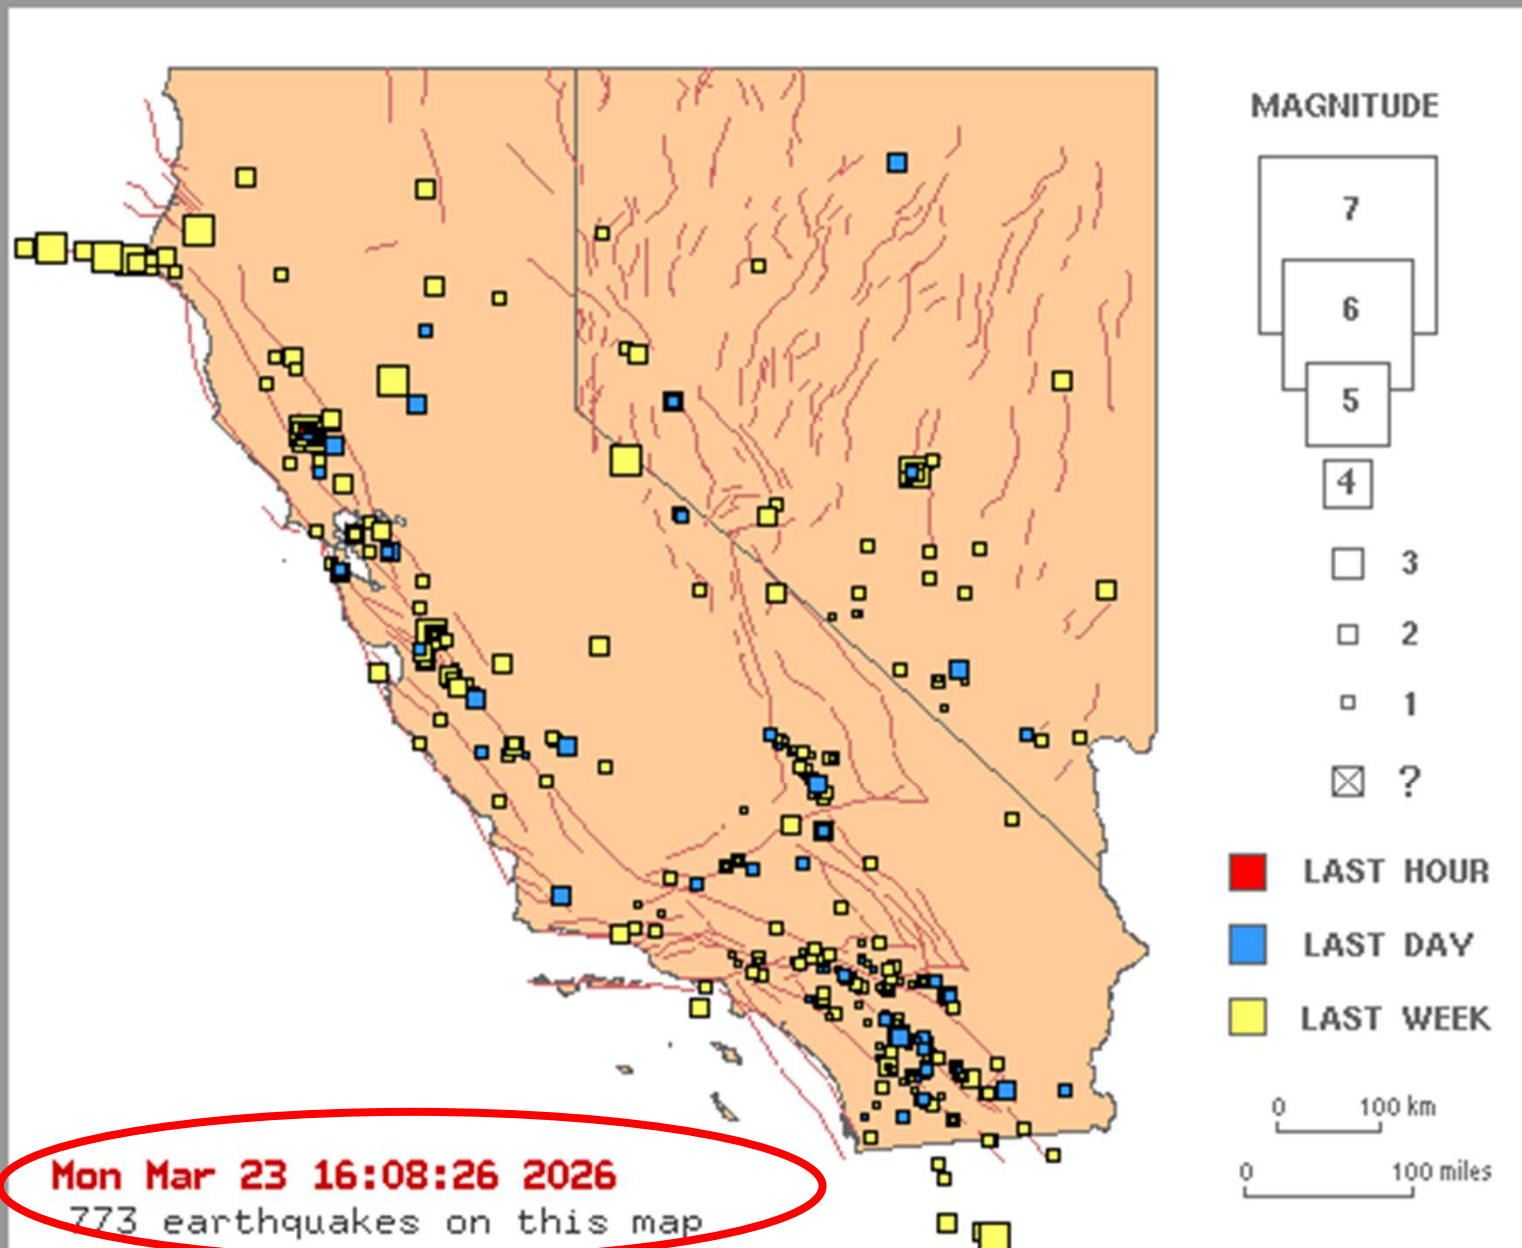 MAGNITUDE
7
6
5
4
3
2
1
?
LAST HOUR
LAST DAY
LAST WEEK
0 100 km
0 100 miles
Mon Mar 23 16:08:26 2026
773 earthquakes on this map